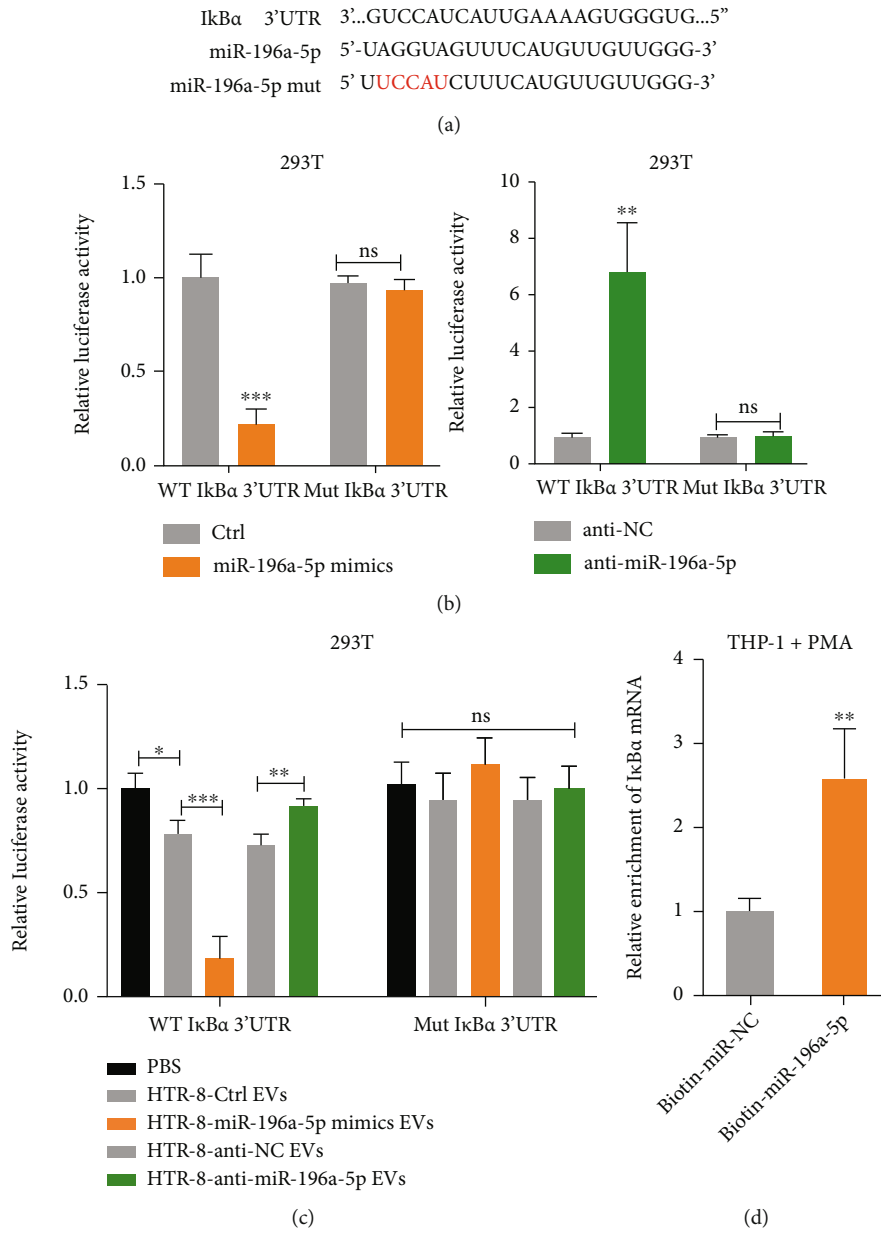 IkBα 3'UTR 3'...GUCCAUCAUUGAAAAGUGGGUG...5"
miR-196a-5p 5'-UAGGUAGUUUCAUGUUGUUGGG-3'
miR-196a-5p mut 5' UUCCAUCUUUCAUGUUGUUGGG-3'
(a)
293T
Relative luciferase activity
1.5
1.0
0.5
0.0
***
ns
WT IkBα 3'UTR Mut IkBα 3'UTR
Ctrl
miR-196a-5p mimics
293T
Relative luciferase activity
10
8
6
4
2
0
**
ns
WT IkBα 3'UTR Mut IkBα 3'UTR
anti-NC
anti-miR-196a-5p
(b)
293T
Relative luciferase activity
1.5
1.0
0.5
0.0
*
***
**
ns
WT IκBα 3'UTR Mut IκBα 3'UTR
PBS
HTR-8-Ctrl EVs
HTR-8-miR-196a-5p mimics EVs
HTR-8-anti-NC EVs
HTR-8-anti-miR-196a-5p EVs
(c)
THP-1 + PMA
Relative enrichment of IκBα mRNA
4
3
2
1
0
**
Biotin-miR-NC
Biotin-miR-196a-5p
(d)